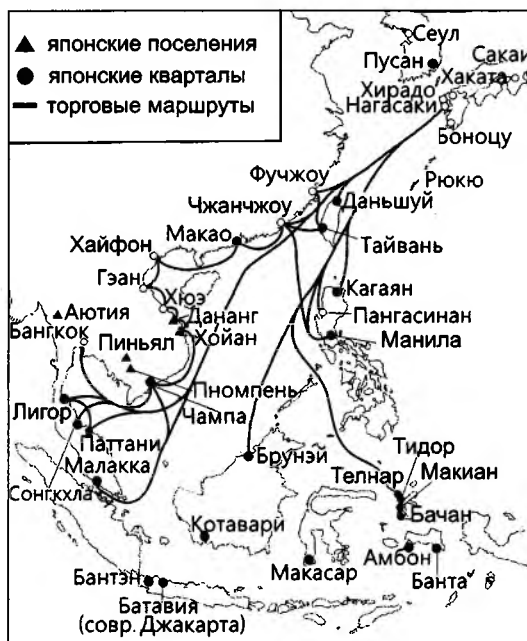 японские поселения
японские кварталы
торговые маршруты
Сеул
Пусан
Сакаи
Хаката
Хирадо
Нагасаки
Боноцу
Рюкю
Фучжоу
Даньшуй
Чжанчжоу
Макао
Тайвань
Хайфон
Гэан
Хюэ
Кагаян
Аютия
Дананг
Пангасинан
Бангкок
Хойан
Манила
Пиньял
Пномпень
Лигор
Чампа
Паттани
Брунэй
Тидор
Малакка
Макиан
Телнар
Сонгкхла
Бачан
Котавари
Амбон
Макасар
Банта
Бантэн
Батавия
(совр. Джакарта)